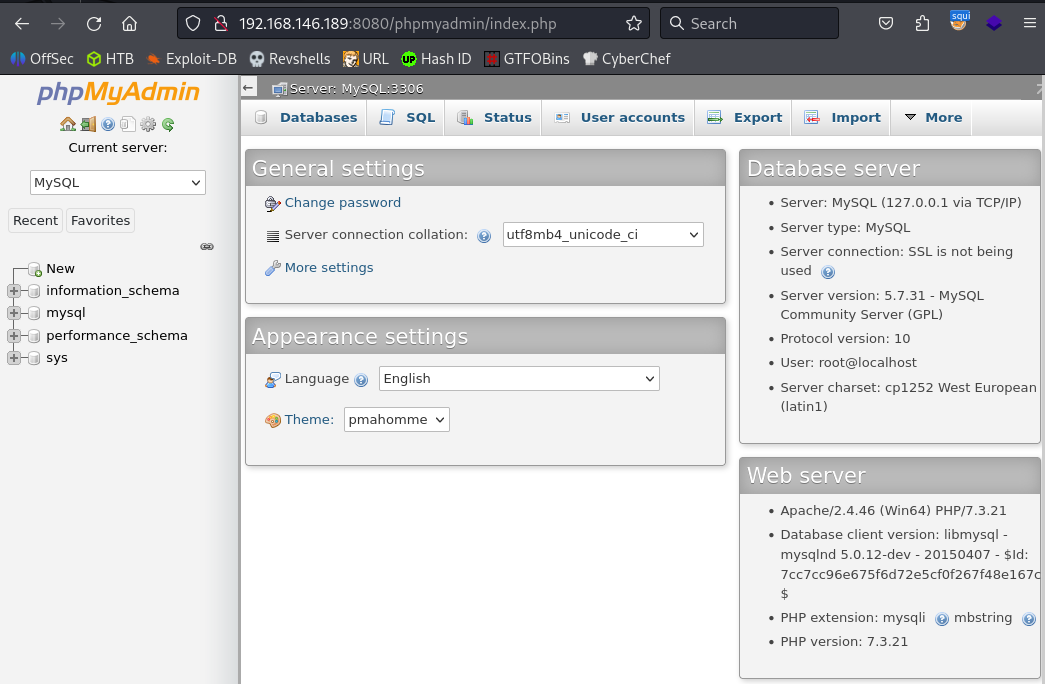 192.168.146.189:8080/phpmyadmin/index.php
Search
squi
OffSec
HTB
Exploit-DB
Revshells
URL
UP Hash ID
GTFOBins
CyberChef
phpMyAdmin
Current server:
MySQL
Recent
Favorites
New
information_schema
mysql
performance_schema
sys
Server: MySQL:3306
Databases
SQL
Status
User accounts
Export
Import
More
General settings
Change password
Server connection collation:
utf8mb4_unicode_ci
More settings
Appearance settings
Language
English
Theme:
pmahomme
Database server
Server: MySQL (127.0.0.1 via TCP/IP)
Server type: MySQL
Server connection: SSL is not being
used
Server version: 5.7.31 - MySQL
Community Server (GPL)
Protocol version: 10
User: root@localhost
Server charset: cp1252 West European
(latin1)
Web server
Apache/2.4.46 (Win64) PHP/7.3.21
Database client version: libmysql -
mysqlnd 5.0.12-dev - 20150407 - $Id:
7cc7cc96e675f6d72e5cf0f267f48e167c
$
PHP extension: mysqli
mbstring
PHP version: 7.3.21